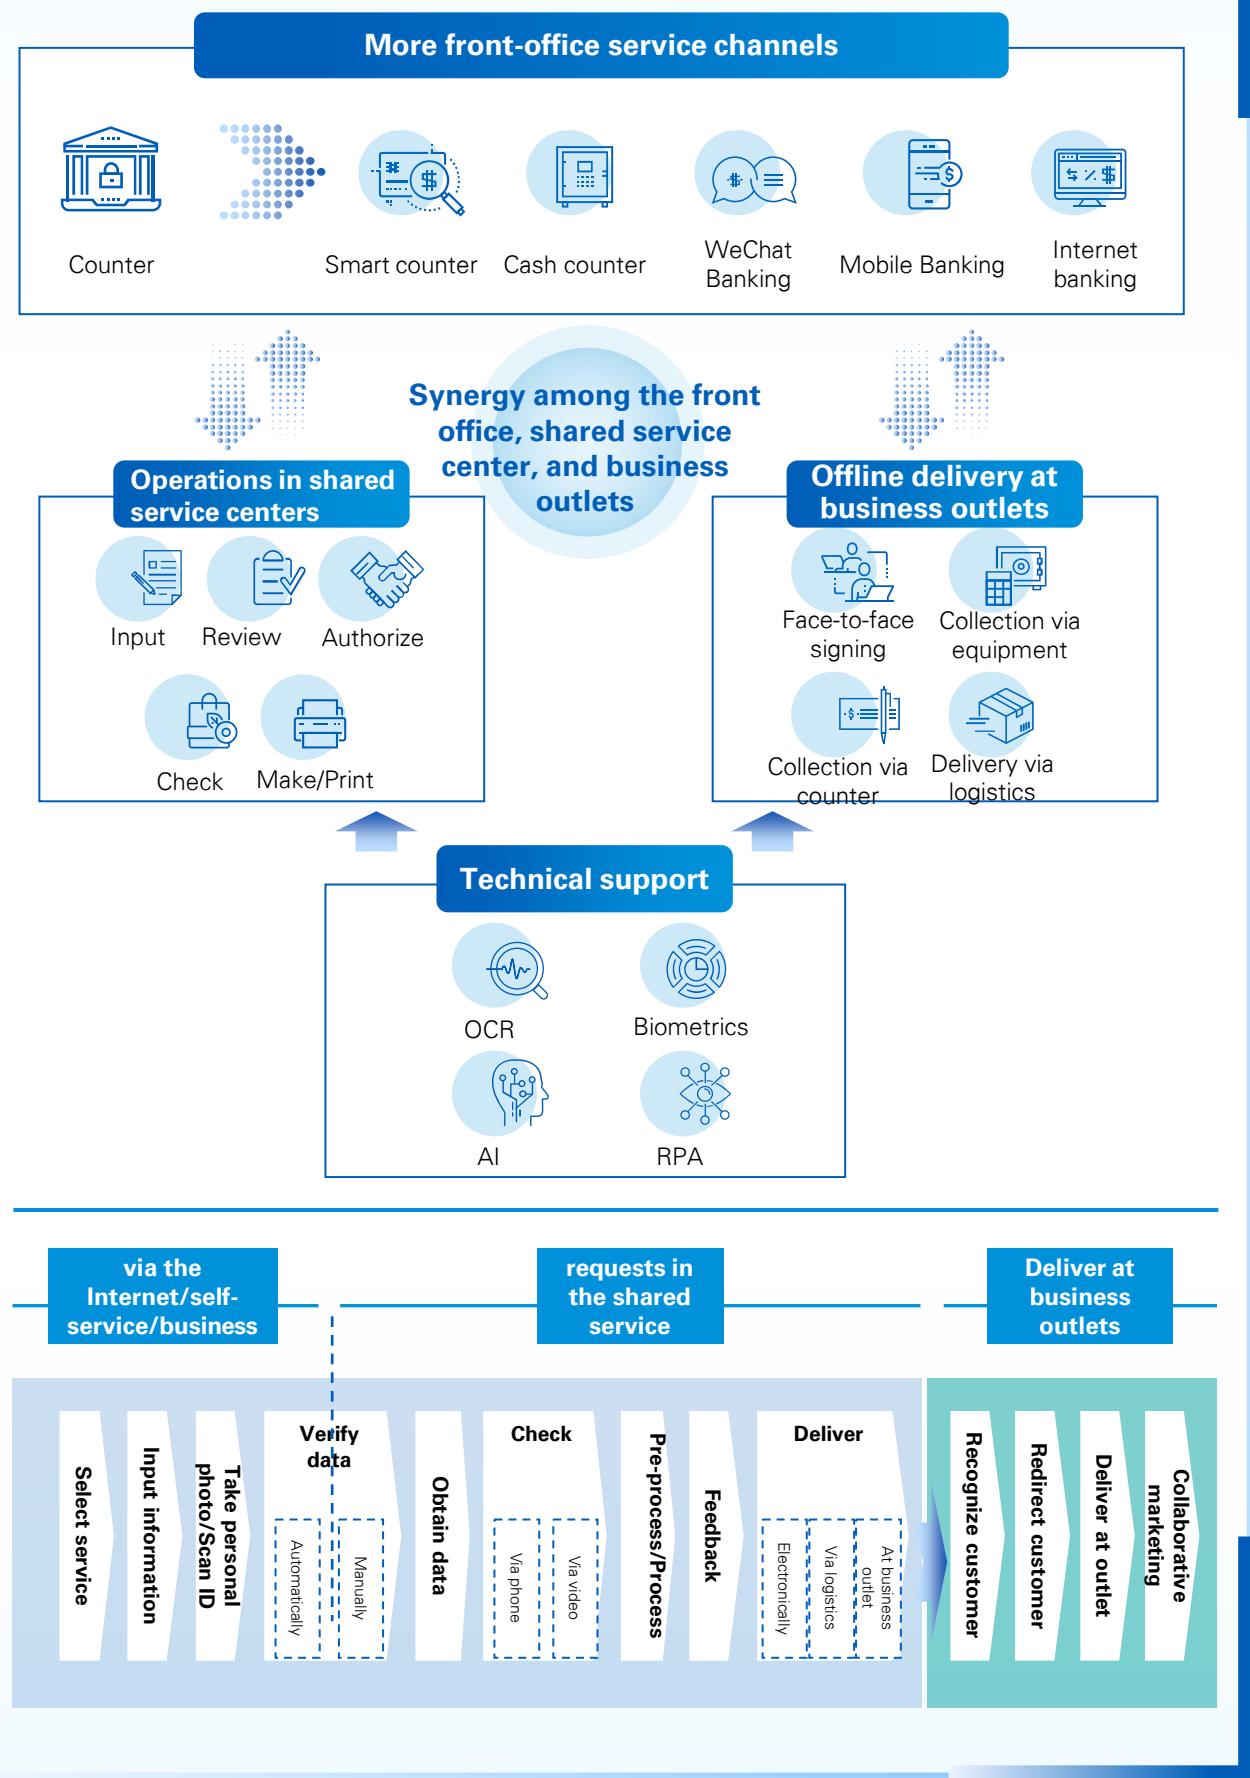 More front-office service channels
Counter
Smart counter
Cash counter
WeChat
Banking
Mobile Banking
Internet
banking
Synergy among the front
office, shared service
center, and business
outlets
Operations in shared
service centers
Input
Review
Authorize
Check
Make/Print
Offline delivery at
business outlets
Face-to-face
signing
Collection via
equipment
Collection via
counter
Delivery via
logistics
Technical support
OCR
Biometrics
AI
RPA
via the
Internet/self-
service/business
requests in
the shared
service
Deliver at
business
outlets
Select service
Input information
Take personal
photo/Scan ID
Verify
data
Automatically
Manually
Obtain data
Check
Via phone
Via video
Pre-process/Process
Feedback
Deliver
Electronically
Via logistics
At business
outlet
Recognize customer
Redirect customer
Deliver at outlet
Collaborative
marketing